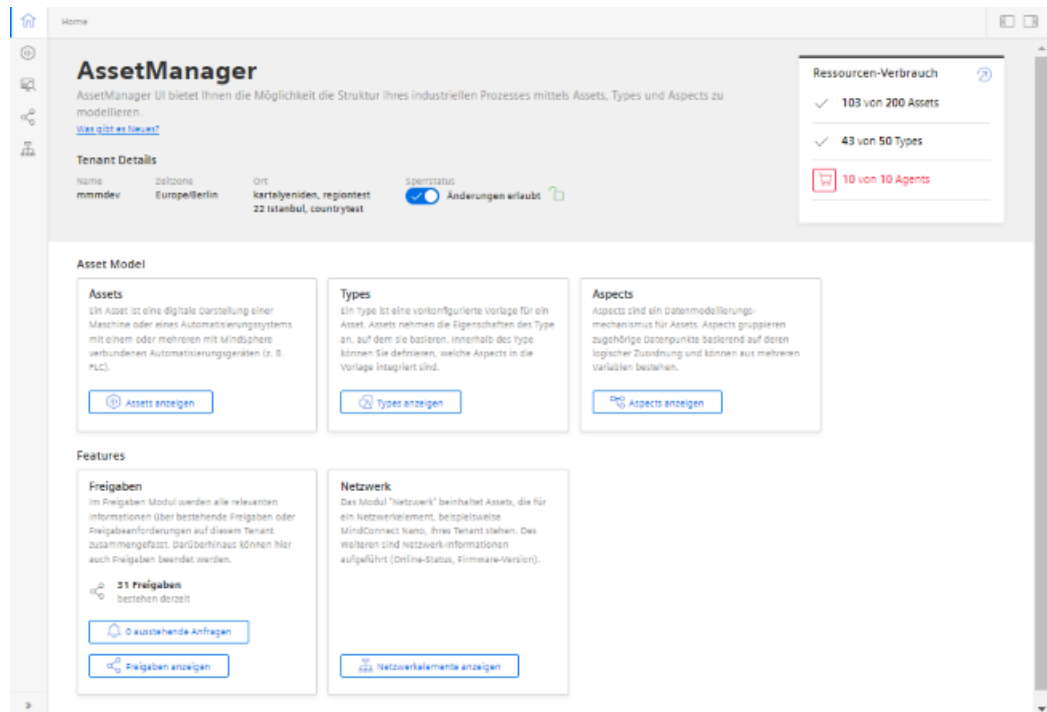 Home
AssetManager
AssetManager UI bietet Ihnen die Möglichkeit die Struktur Ihres industriellen Prozesses mittels Assets, Types und Aspects zu
modellieren.
Was gibt es Neues?
Tenant Details
Name Zeitzone Ort Sperrstatus
mmmdev Europe/Berlin kartalyeniden, regiontest Änderungen erlaubt
22 Istanbul, countrytest
Ressourcen-Verbrauch
103 von 200 Assets
43 von 50 Types
10 von 10 Agents
Asset Model
Assets
Ein Asset ist eine digitale Darstellung einer
Maschine oder eines Automatisierungssystems
mit einem oder mehreren mit MindSphere
verbundenen Automatisierungsgeräten (z. B.
PLC).
Assets anzeigen
Types
Ein Type ist eine vorkonfigurierte Vorlage für ein
Asset. Assets nehmen die Eigenschaften des Type
an, auf dem sie basieren. Innerhalb des Type
können Sie definieren, welche Aspects in die
Vorlage integriert sind.
Types anzeigen
Aspects
Aspects sind ein Datenmodellierungs-
mechanismus für Assets. Aspects gruppieren
zugehörige Datenpunkte basierend auf deren
logischer Zuordnung und können aus mehreren
Variablen bestehen.
Aspects anzeigen
Features
Freigaben
Im Freigaben Modul werden alle relevanten
Informationen über bestehende Freigaben oder
Freigabeanforderungen auf diesem Tenant
zusammengefasst. Darüberhinaus können hier
auch Freigaben beendet werden.
51 Freigaben
bestehen derzeit
0 ausstehende Anfragen
Freigaben anzeigen
Netzwerk
Das Modul "Netzwerk" beinhaltet Assets, die für
ein Netzwerkelement, beispielsweise
MindConnect Nano, Ihres Tenant stehen. Des
Weiteren sind Netzwerk-Informationen
aufgeführt (Online-Status, Firmware-Version).
Netzwerkelemente anzeigen